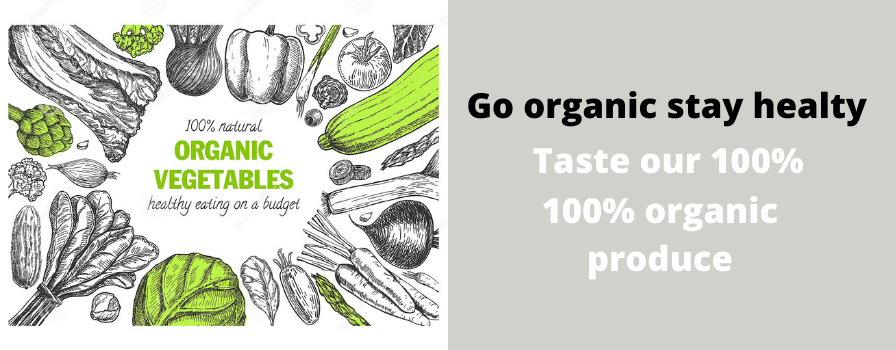 100% natural
ORGANIC
VEGETABLES
healthy eating on a budget
Go organic stay healty
Taste our 100%
100% organic
produce